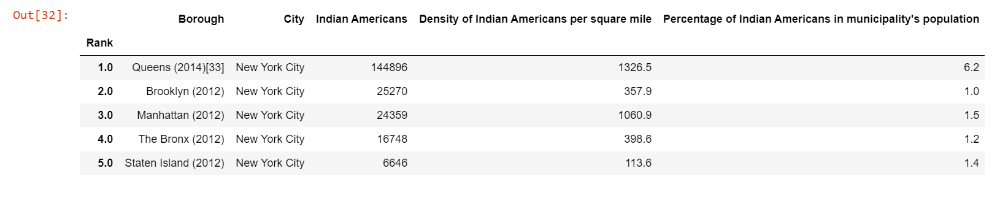 Out[32]:
Borough City Indian Americans Density of Indian Americans per square mile Percentage of Indian Americans in municipality's population
Rank
1.0 Queens (2014)[33] New York City 144896 1326.5 6.2
2.0 Brooklyn (2012) New York City 25270 357.9 1.0
3.0 Manhattan (2012) New York City 24359 1060.9 1.5
4.0 The Bronx (2012) New York City 16748 398.6 1.2
5.0 Staten Island (2012) New York City 6646 113.6 1.4